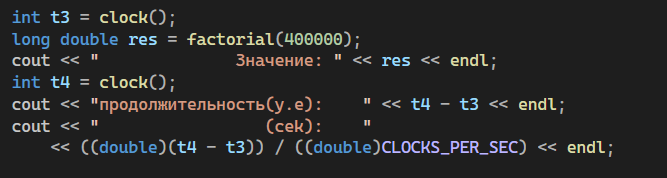 int t3 = clock();
long double res = factorial(400000);
cout << "                Значение: " << res << endl;
int t4 = clock();
cout << "продолжительность(у.е):    " << t4 - t3 << endl;
cout << "                   (сек):    "
    << ((double)(t4 - t3)) / ((double)CLOCKS_PER_SEC) << endl;